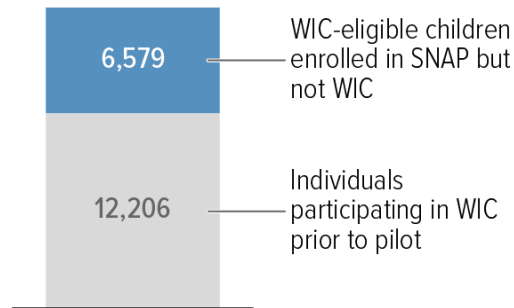 6,579
WIC-eligible children
enrolled in SNAP but
not WIC
12,206
Individuals
participating in WIC
prior to pilot